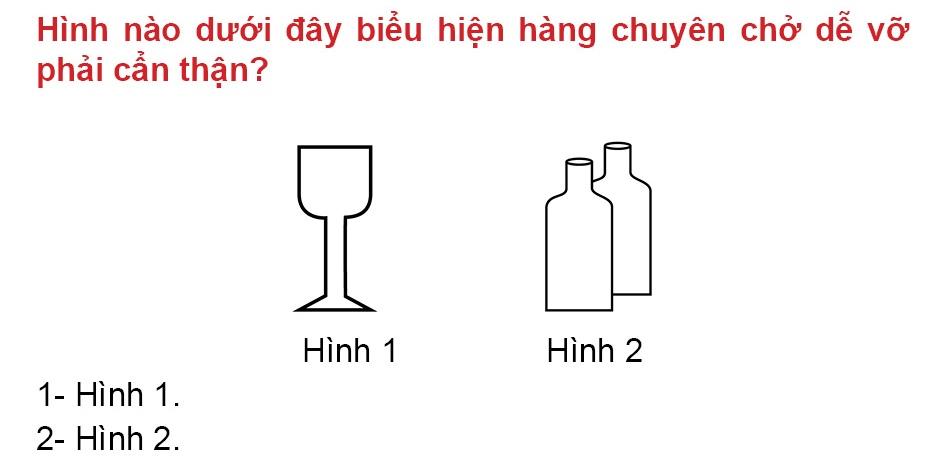 Hình nào dưới đây biểu hiện hàng chuyên chở dễ vỡ
phải cẩn thận?
Hình 1
Hình 2
1- Hình 1.
2- Hình 2.